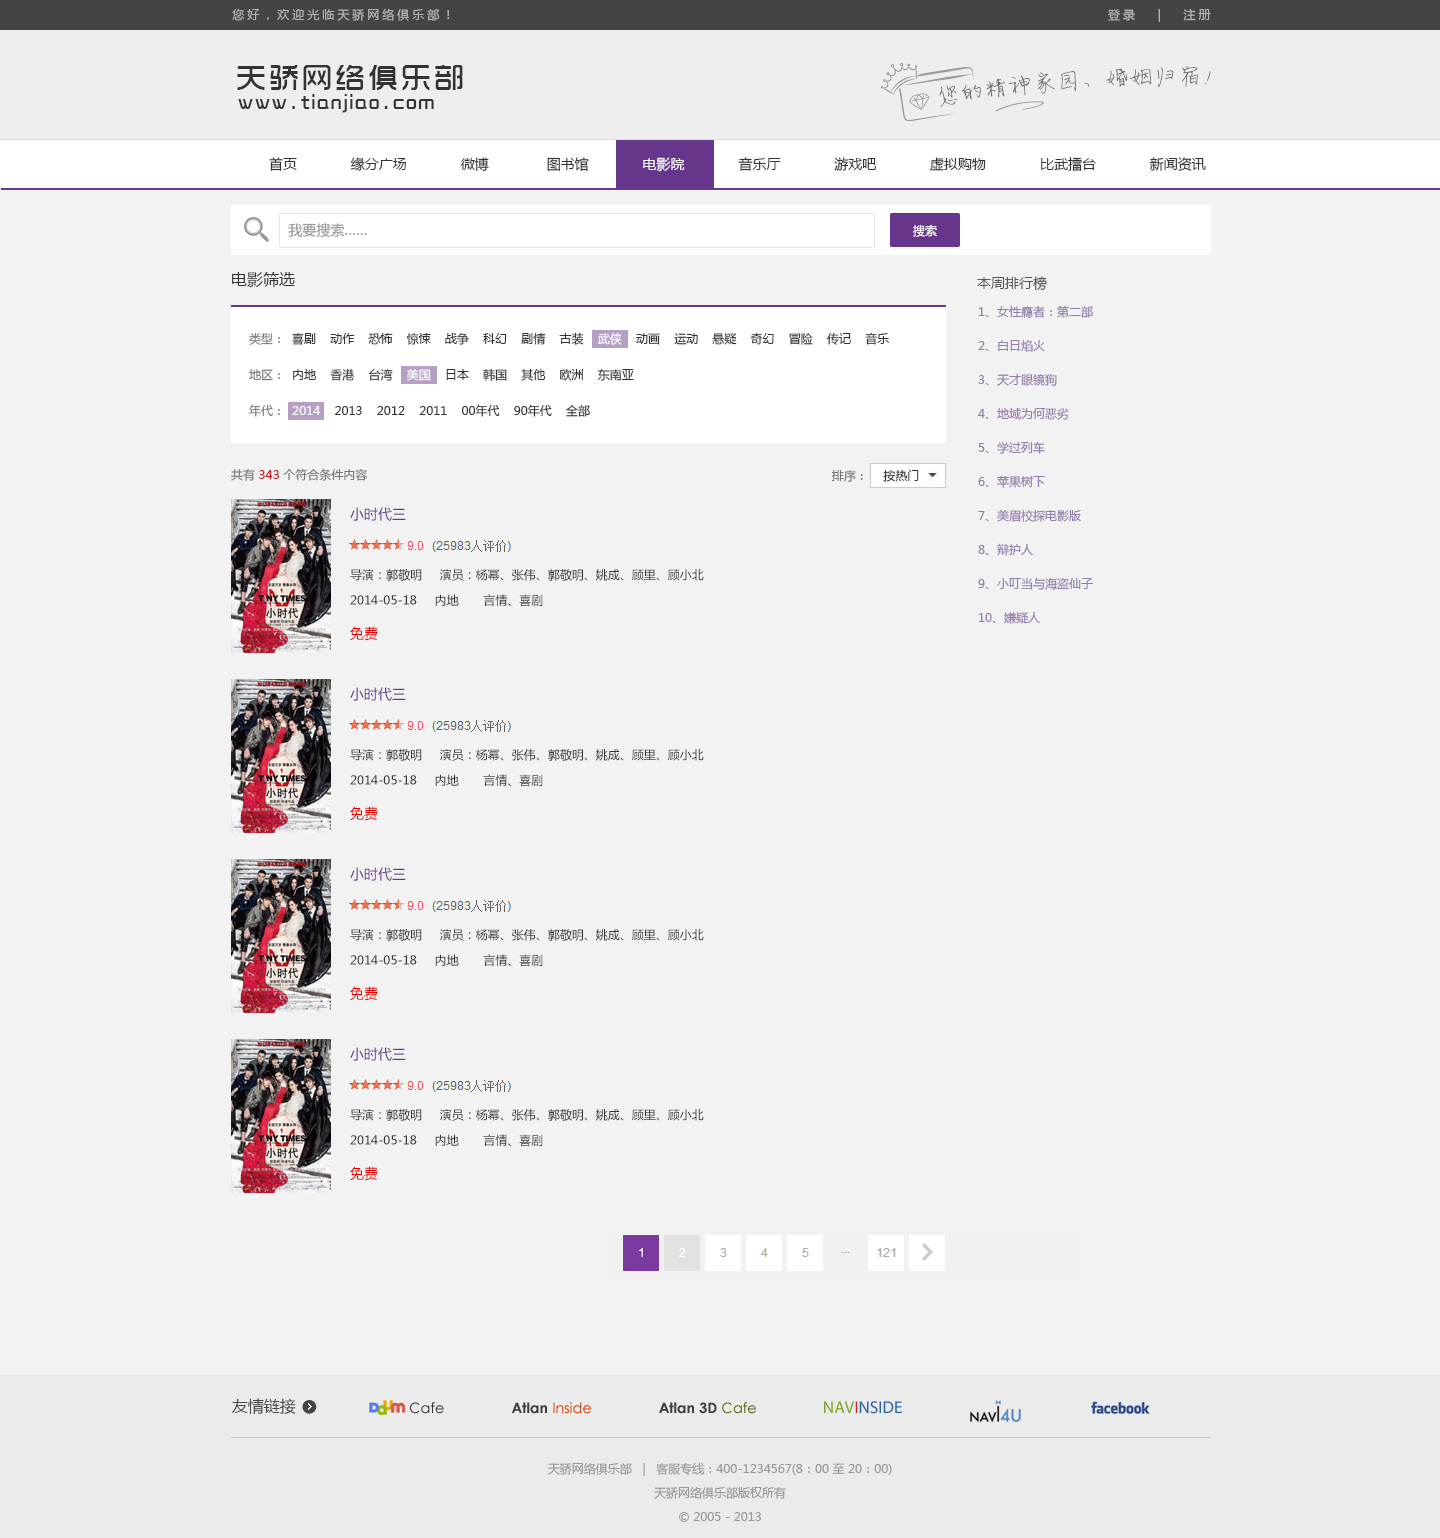 您好，欢迎光临天骄网络俱乐部！
登录 | 注册
天骄网络俱乐部
www.tianjiao.com
您的精神家园、婚姻归宿！
首页 缘分广场 微博 图书馆 电影院 音乐厅 游戏吧 虚拟购物 比武擂台 新闻资讯
我要搜索…… 搜索
电影筛选
类型： 喜剧 动作 恐怖 惊悚 战争 科幻 剧情 古装 武侠 动画 运动 悬疑 奇幻 冒险 传记 音乐
地区： 内地 香港 台湾 美国 日本 韩国 其他 欧洲 东南亚
年代： 2014 2013 2012 2011 00年代 90年代 全部
共有 343 个符合条件内容
排序： 按热门
T NY TIMES
小时代
小时代三
9.0 (25983人评价)
导演：郭敬明 演员：杨幂、张伟、郭敬明、姚成、顾里、顾小北
2014-05-18 内地 言情、喜剧
免费
T NY TIMES
小时代
小时代三
9.0 (25983人评价)
导演：郭敬明 演员：杨幂、张伟、郭敬明、姚成、顾里、顾小北
2014-05-18 内地 言情、喜剧
免费
T NY TIMES
小时代
小时代三
9.0 (25983人评价)
导演：郭敬明 演员：杨幂、张伟、郭敬明、姚成、顾里、顾小北
2014-05-18 内地 言情、喜剧
免费
T NY TIMES
小时代
小时代三
9.0 (25983人评价)
导演：郭敬明 演员：杨幂、张伟、郭敬明、姚成、顾里、顾小北
2014-05-18 内地 言情、喜剧
免费
1 2 3 4 5 ... 121
本周排行榜
1、女性瘾者：第二部
2、白日焰火
3、天才眼镜狗
4、地域为何恶劣
5、学过列车
6、苹果树下
7、美眉校探电影版
8、辩护人
9、小叮当与海盗仙子
10、嫌疑人
友情链接 Daum Cafe Atlan Inside Atlan 3D Cafe NAVINSIDE NAVI4U facebook
天骄网络俱乐部 | 客服专线：400-1234567(8：00 至 20：00)
天骄网络俱乐部版权所有
© 2005 - 2013